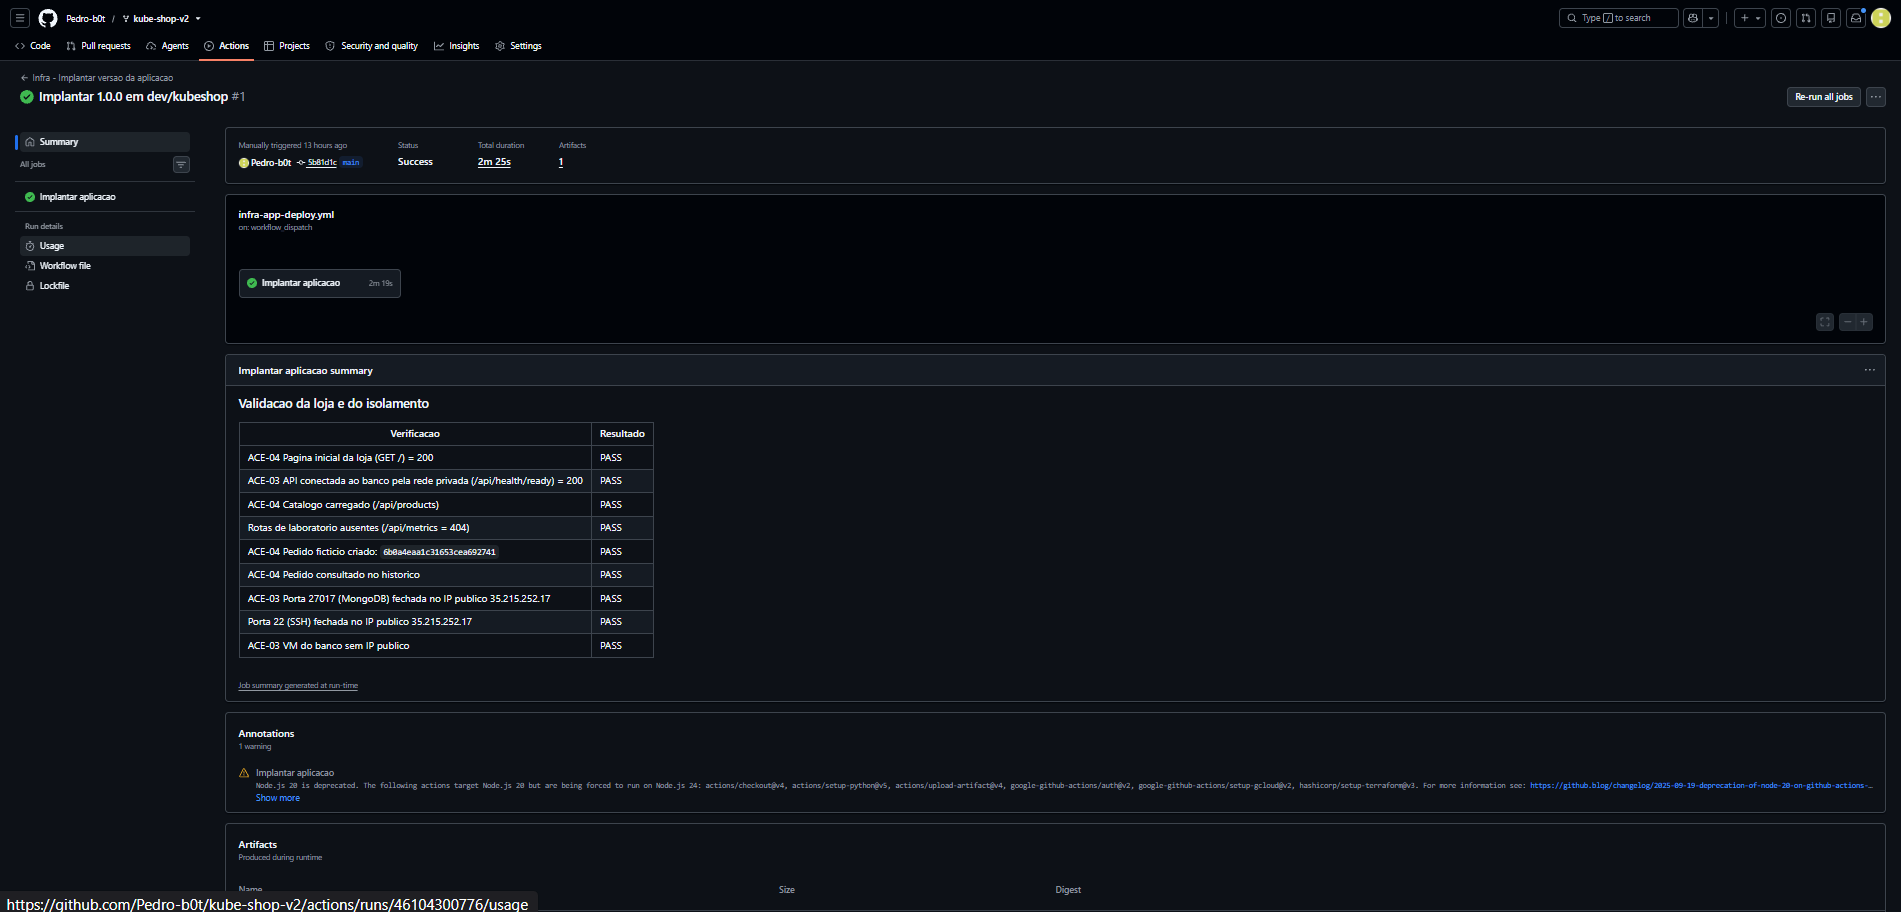 Pedro-b0t / kube-shop-v2
Type / to search
Code Pull requests Agents Actions Projects Security and quality Insights Settings
Infra - Implantar versao da aplicacao
Implantar 1.0.0 em dev/kubeshop #1
Re-run all jobs
Summary
All jobs
Implantar aplicacao
Run details
Usage
Workflow file
Lockfile
Manually triggered 13 hours ago
Pedro-b0t 5b81d1c main
Status
Success
Total duration
2m 25s
Artifacts
1
infra-app-deploy.yml
on: workflow_dispatch
Implantar aplicacao 2m 19s
Implantar aplicacao summary
Validacao da loja e do isolamento
Verificacao Resultado
ACE-04 Pagina inicial da loja (GET /) = 200 PASS
ACE-03 API conectada ao banco pela rede privada (/api/health/ready) = 200 PASS
ACE-04 Catalogo carregado (/api/products) PASS
Rotas de laboratorio ausentes (/api/metrics = 404) PASS
ACE-04 Pedido ficticio criado: 6b0a4eaa1c31653cea692741 PASS
ACE-04 Pedido consultado no historico PASS
ACE-03 Porta 27017 (MongoDB) fechada no IP publico 35.215.252.17 PASS
Porta 22 (SSH) fechada no IP publico 35.215.252.17 PASS
ACE-03 VM do banco sem IP publico PASS
Job summary generated at run-time
Annotations
1 warning
Implantar aplicacao
Node.js 20 is deprecated. The following actions target Node.js 20 but are being forced to run on Node.js 24: actions/checkout@v4, actions/setup-python@v5, actions/upload-artifact@v4, google-github-actions/auth@v2, google-github-actions/setup-gcloud@v2, hashicorp/setup-terraform@v3. For more information see: https://github.blog/changelog/2025-09-19-deprecation-of-node-20-on-github-actions-…
Show more
Artifacts
Produced during runtime
Name Size Digest
https://github.com/Pedro-b0t/kube-shop-v2/actions/runs/46104300776/usage